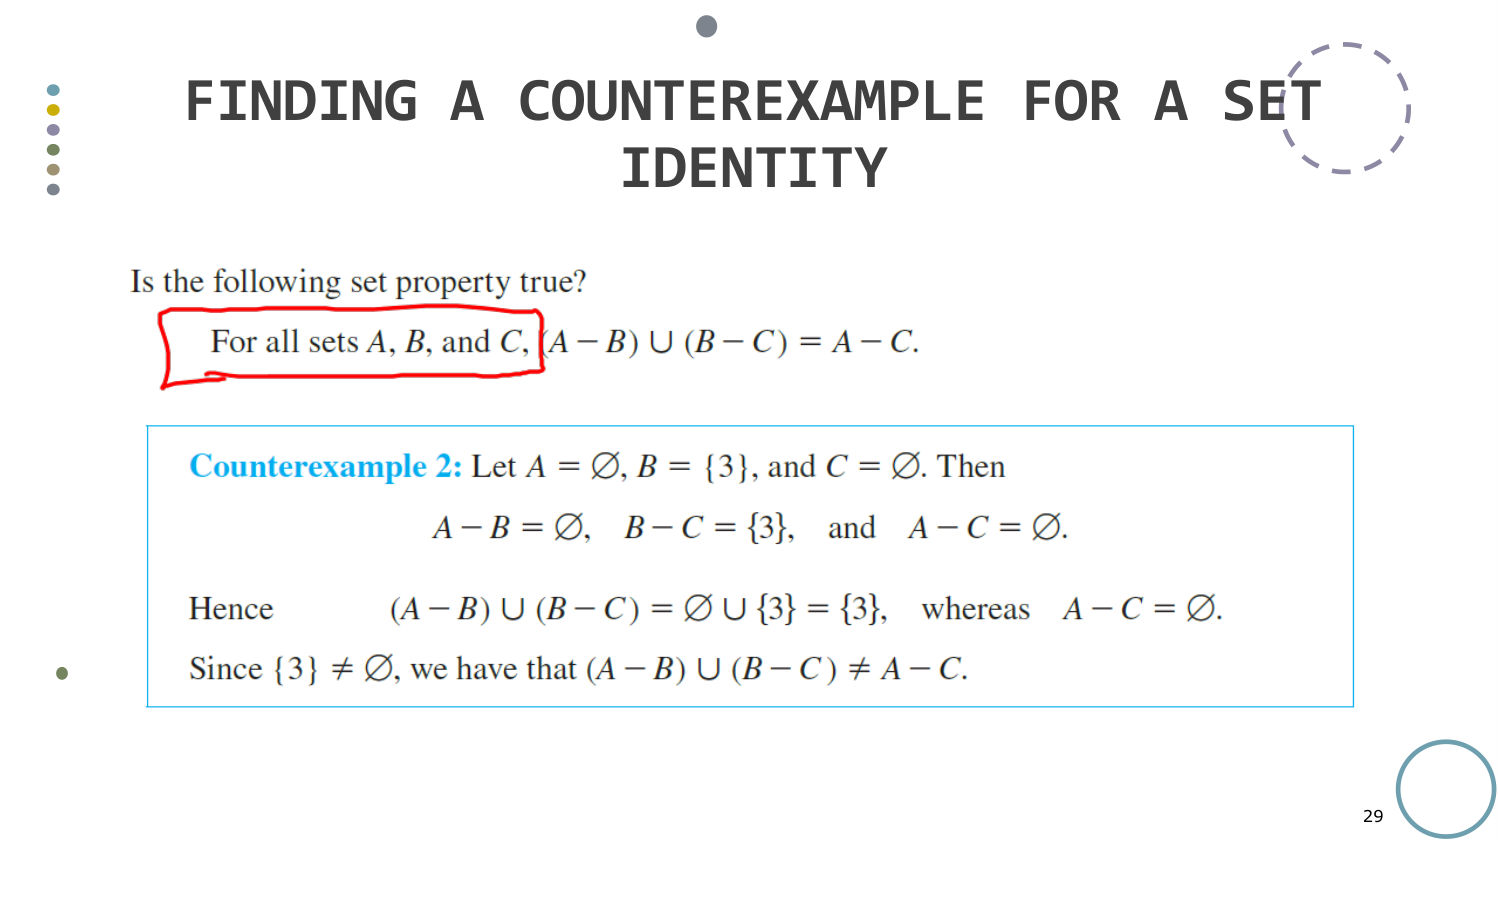 FINDING A COUNTEREXAMPLE FOR A SET
IDENTITY
Is the following set property true?
For all sets A, B, and C, (A − B) ∪ (B − C) = A − C.
Counterexample 2: Let A = ∅, B = {3}, and C = ∅. Then
A − B = ∅, B − C = {3}, and A − C = ∅.
Hence (A − B) ∪ (B − C) = ∅ ∪ {3} = {3}, whereas A − C = ∅.
Since {3} ≠ ∅, we have that (A − B) ∪ (B − C) ≠ A − C.
29